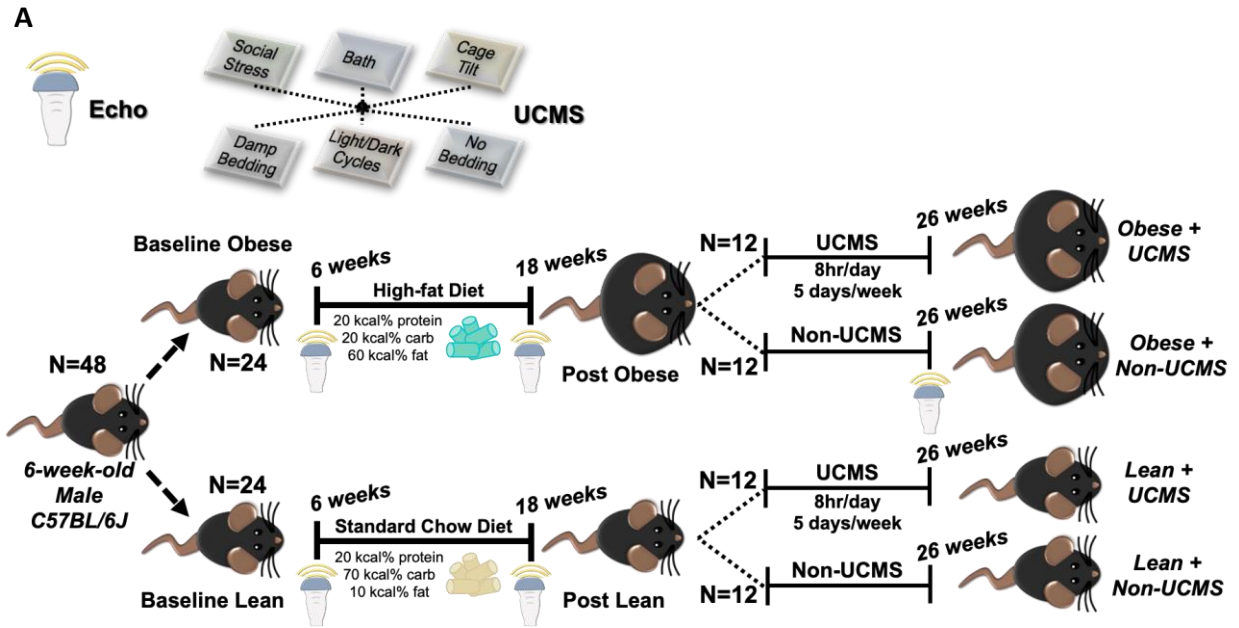 A
Echo
Social
Stress
Bath
Cage
Tilt
UCMS
Damp
Bedding
Light/Dark
Cycles
No
Bedding
N=48
6-week-old
Male
C57BL/6J
Baseline Obese
N=24
6 weeks
18 weeks
High-fat Diet
20 kcal% protein
20 kcal% carb
60 kcal% fat
Post Obese
N=12
UCMS
8hr/day
5 days/week
26 weeks
Obese +
UCMS
N=12
Non-UCMS
26 weeks
Obese +
Non-UCMS
N=24
Baseline Lean
6 weeks
18 weeks
Standard Chow Diet
20 kcal% protein
70 kcal% carb
10 kcal% fat
Post Lean
N=12
UCMS
8hr/day
5 days/week
26 weeks
Lean +
UCMS
N=12
Non-UCMS
26 weeks
Lean +
Non-UCMS